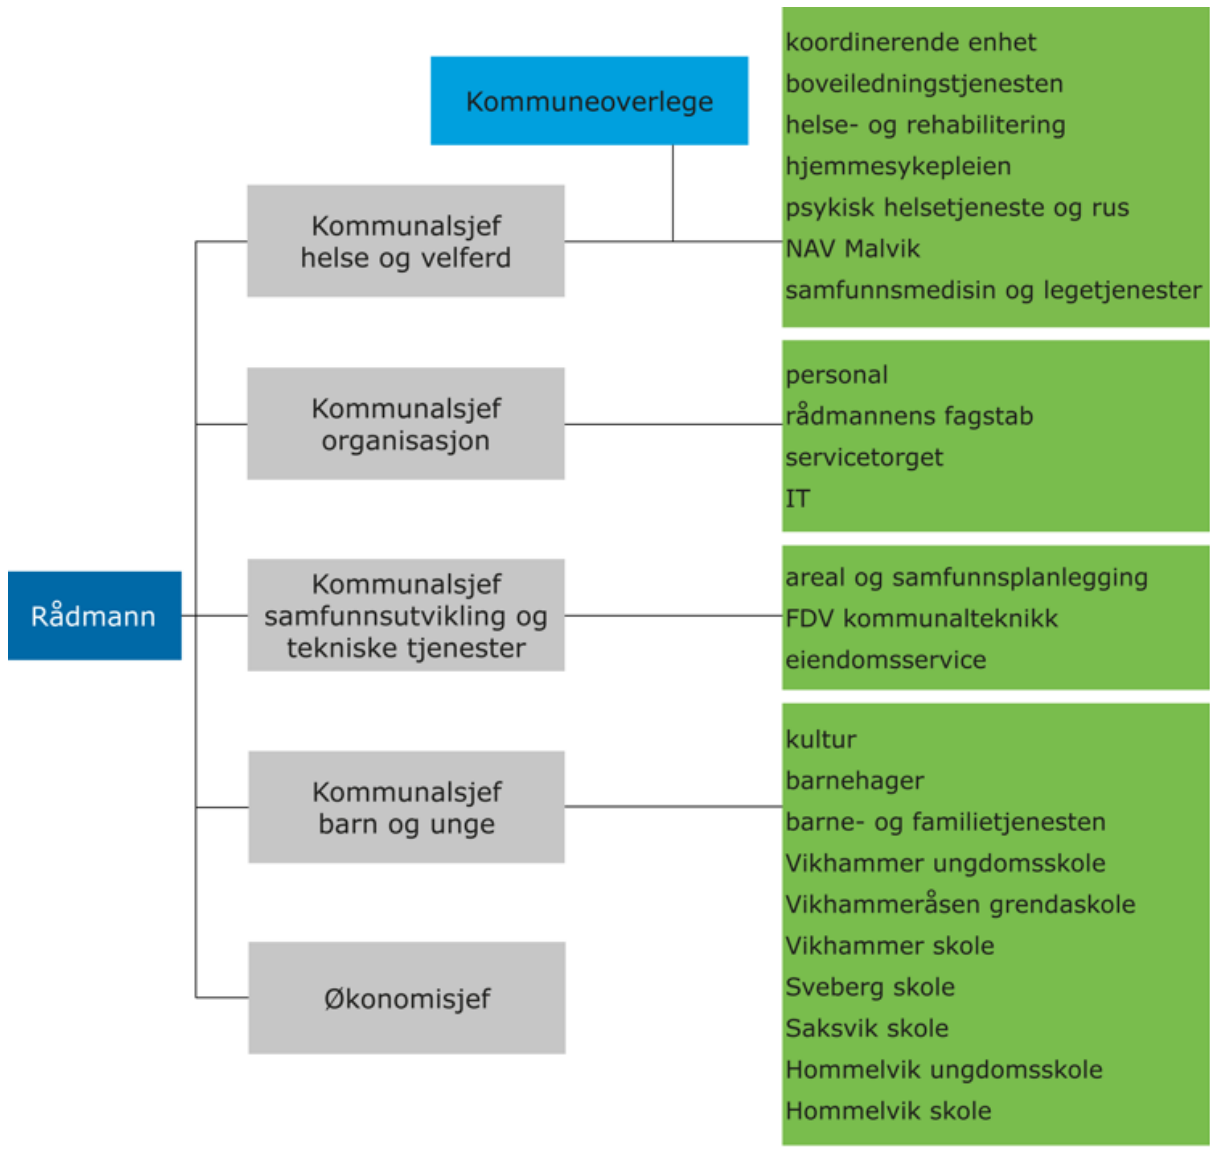 Rådmann
Kommuneoverlege
Kommunalsjef
helse og velferd
koordinerende enhet
boveiledningstjenesten
helse- og rehabilitering
hjemmesykepleien
psykisk helsetjeneste og rus
NAV Malvik
samfunnsmedisin og legetjenester
Kommunalsjef
organisasjon
personal
rådmannens fagstab
servicetorget
IT
Kommunalsjef
samfunnsutvikling og
tekniske tjenester
areal og samfunnsplanlegging
FDV kommunalteknikk
eiendomsservice
Kommunalsjef
barn og unge
kultur
barnehager
barne- og familietjenesten
Vikhammer ungdomsskole
Vikhammeråsen grendaskole
Vikhammer skole
Sveberg skole
Saksvik skole
Hommelvik ungdomsskole
Hommelvik skole
Økonomisjef